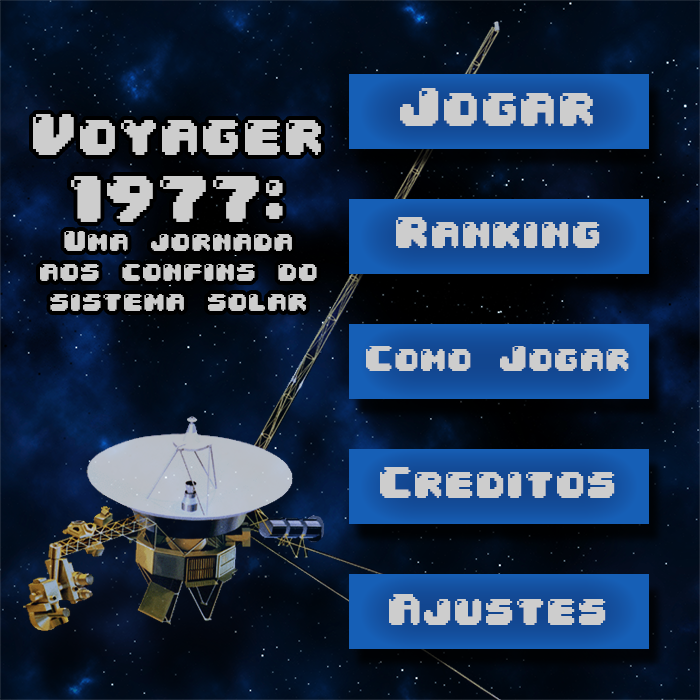 Voyager
1977:
Uma jornada
aos confins do
sistema solar
Jogar
Ranking
Como Jogar
Creditos
Ajustes